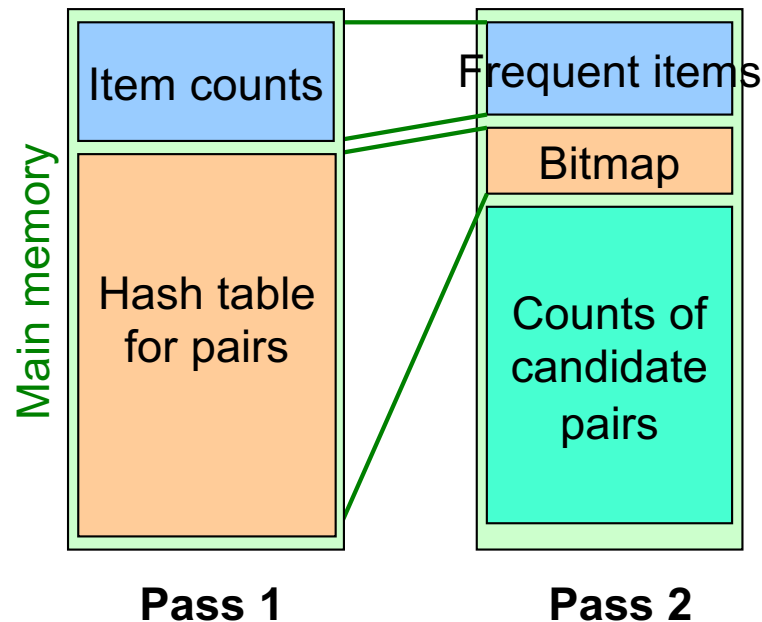 Main memory
Item counts
Hash table
for pairs
Pass 1
Frequent items
Bitmap
Counts of
candidate
pairs
Pass 2